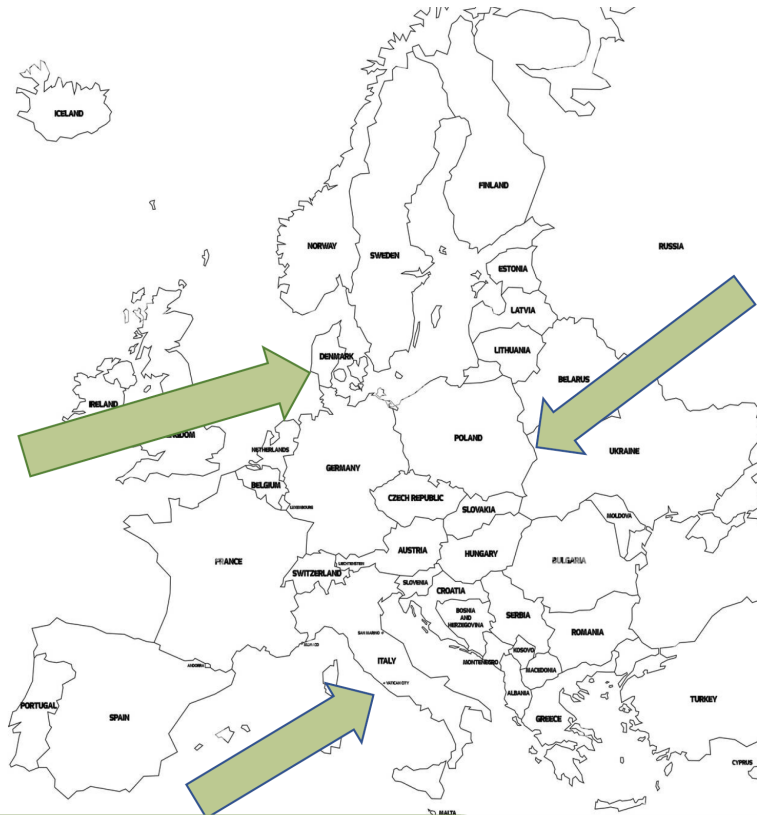 ICELAND
FINLAND
NORWAY
SWEDEN
RUSSIA
ESTONIA
LATVIA
LITHUANIA
DENMARK
BELARUS
IRELAND
KINGDOM
POLAND
NETHERLANDS
UKRAINE
GERMANY
BELGIUM
CZECH REPUBLIC
LUXEMBOURG
SLOVAKIA
MOLDOVA
AUSTRIA
HUNGARY
FRANCE
LIECHTENSTEIN
BULGARIA
SWITZERLAND
SLOVENIA
CROATIA
BOSNIA
AND
HERZEGOVINA
SERBIA
SAN MARINO
ROMANIA
MONACO
KOSOVO
ITALY
MONTENEGRO
ANDORRA
MACEDONIA
VATICAN CITY
ALBANIA
PORTUGAL
SPAIN
TURKEY
GREECE
CYPRUS
MALTA